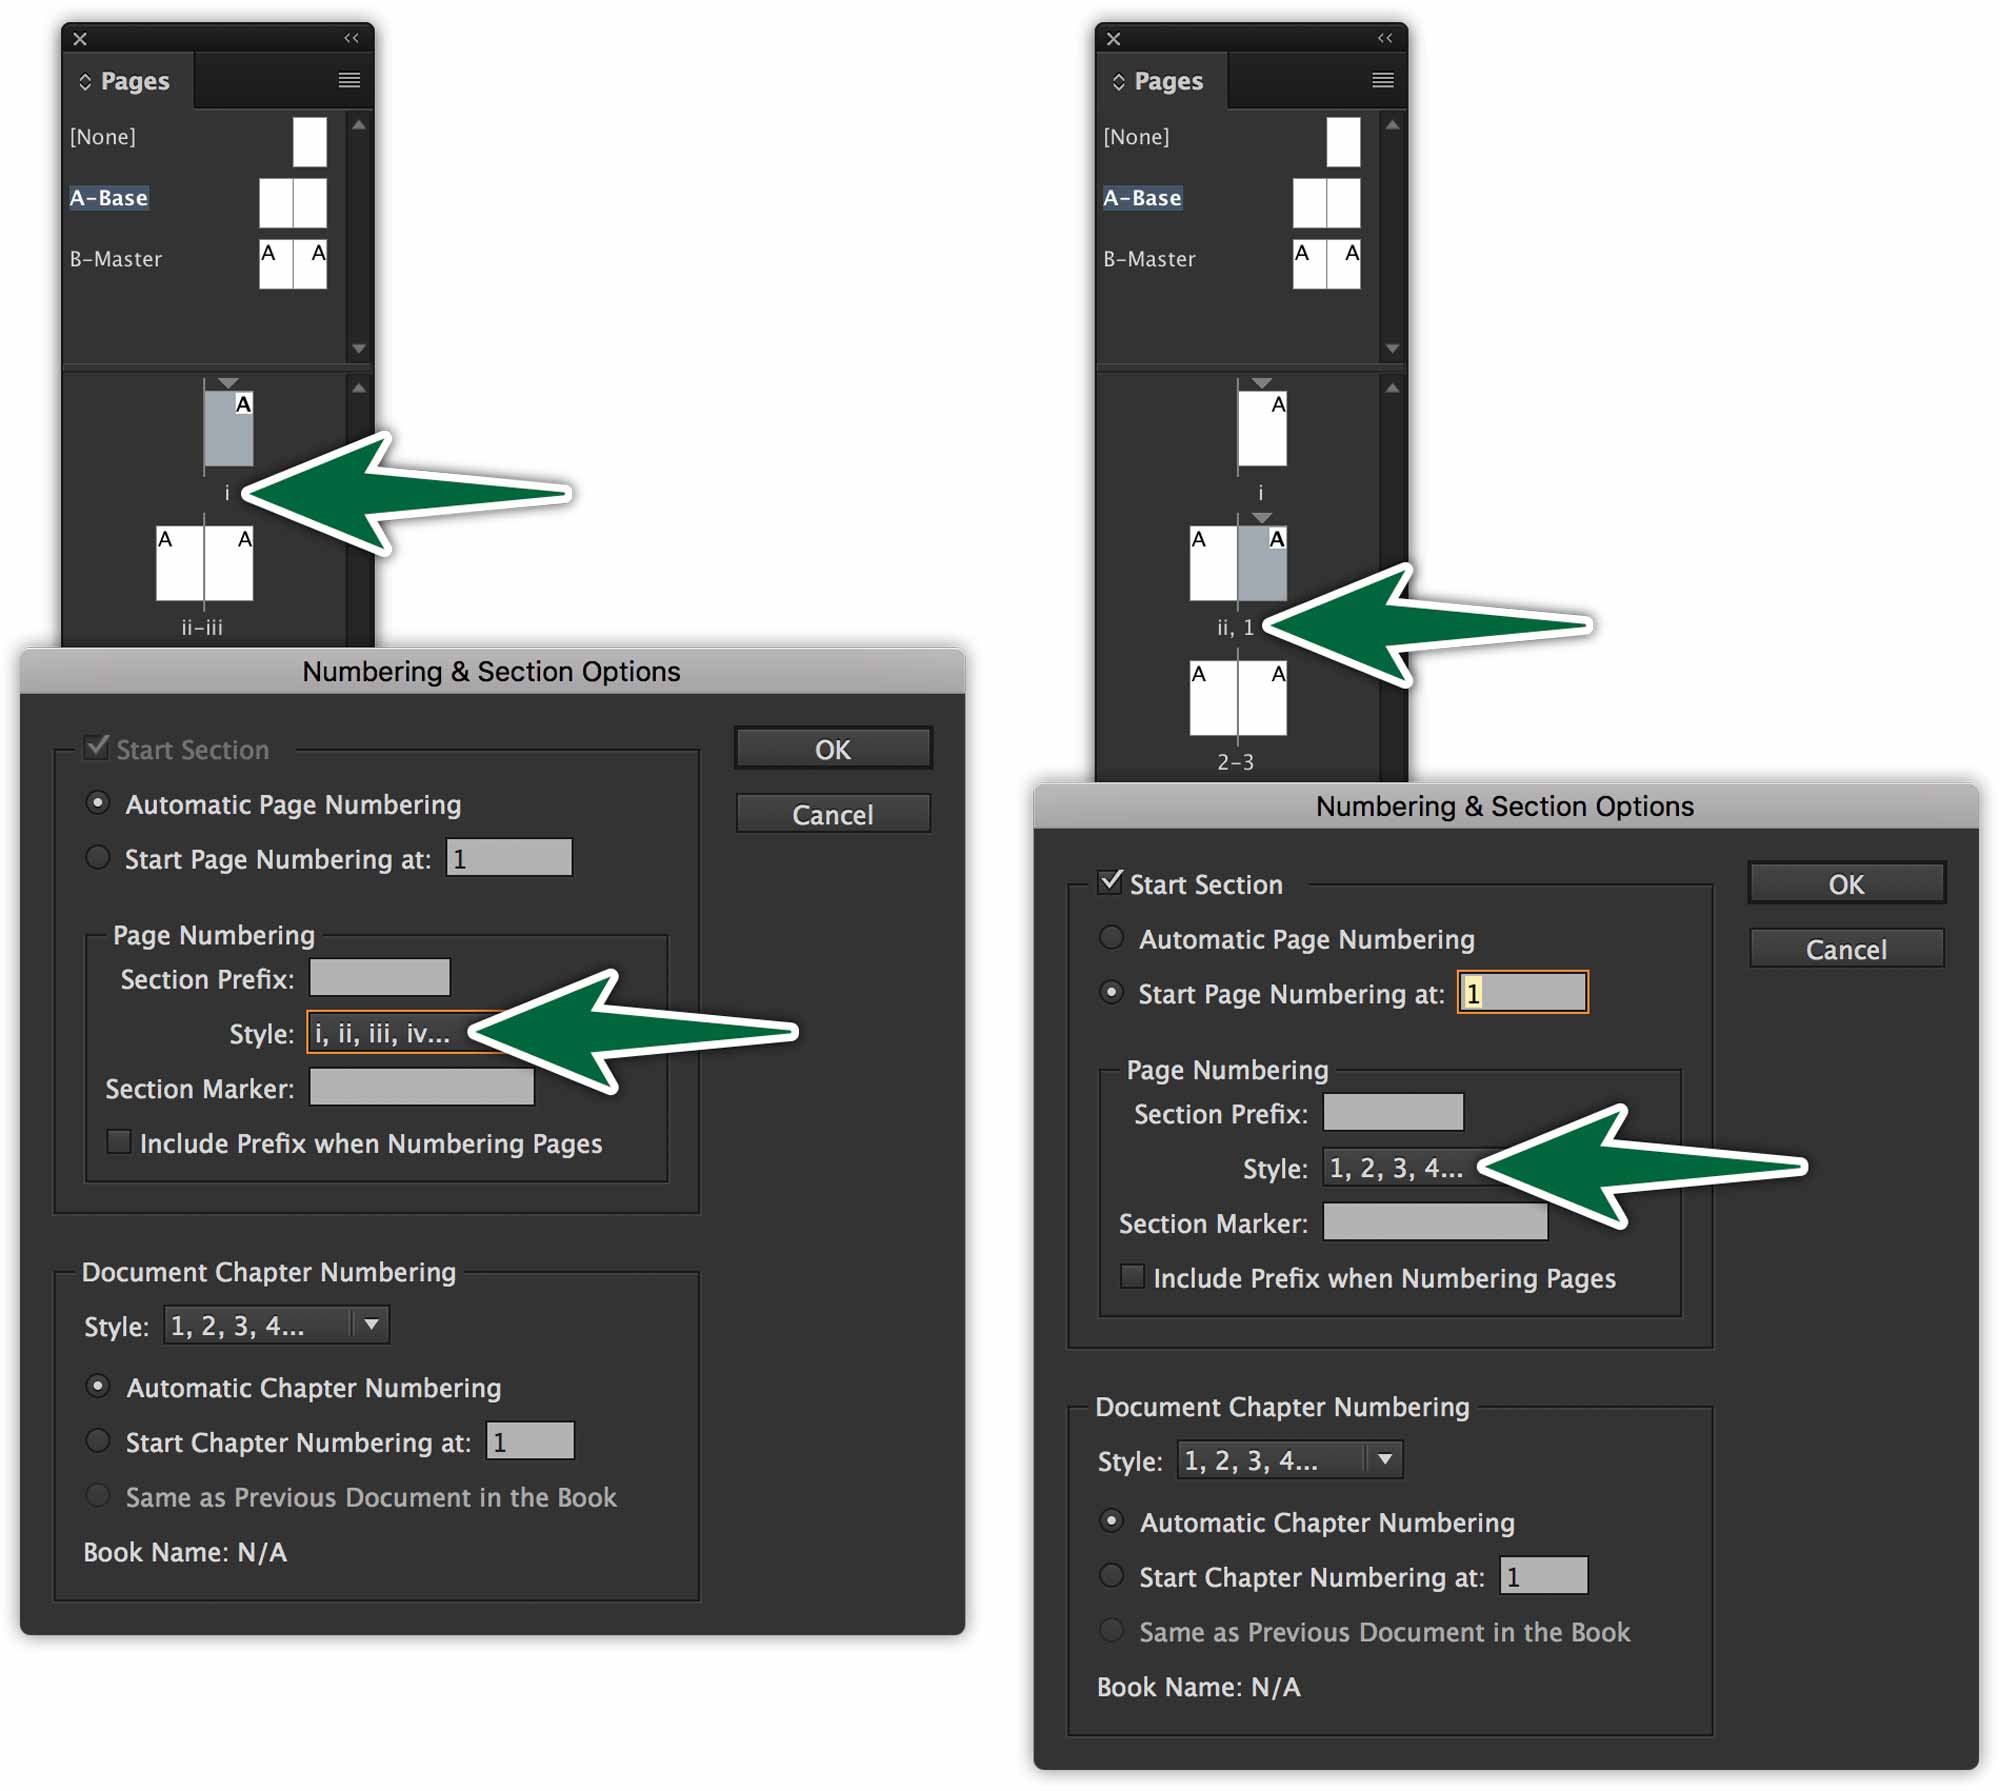 Pages
[None]
A-Base
B-Master
A A
A
i
A A
ii-iii
Numbering & Section Options
Start Section
OK
Automatic Page Numbering
Cancel
Start Page Numbering at: 1
Page Numbering
Section Prefix:
Style: i, ii, iii, iv...
Section Marker:
Include Prefix when Numbering Pages
Document Chapter Numbering
Style: 1, 2, 3, 4...
Automatic Chapter Numbering
Start Chapter Numbering at: 1
Same as Previous Document in the Book
Book Name: N/A
Pages
[None]
A-Base
B-Master
A A
A
i
A A
ii, 1
A A
2-3
Numbering & Section Options
Start Section
OK
Automatic Page Numbering
Cancel
Start Page Numbering at: 1
Page Numbering
Section Prefix:
Style: 1, 2, 3, 4...
Section Marker:
Include Prefix when Numbering Pages
Document Chapter Numbering
Style: 1, 2, 3, 4...
Automatic Chapter Numbering
Start Chapter Numbering at: 1
Same as Previous Document in the Book
Book Name: N/A